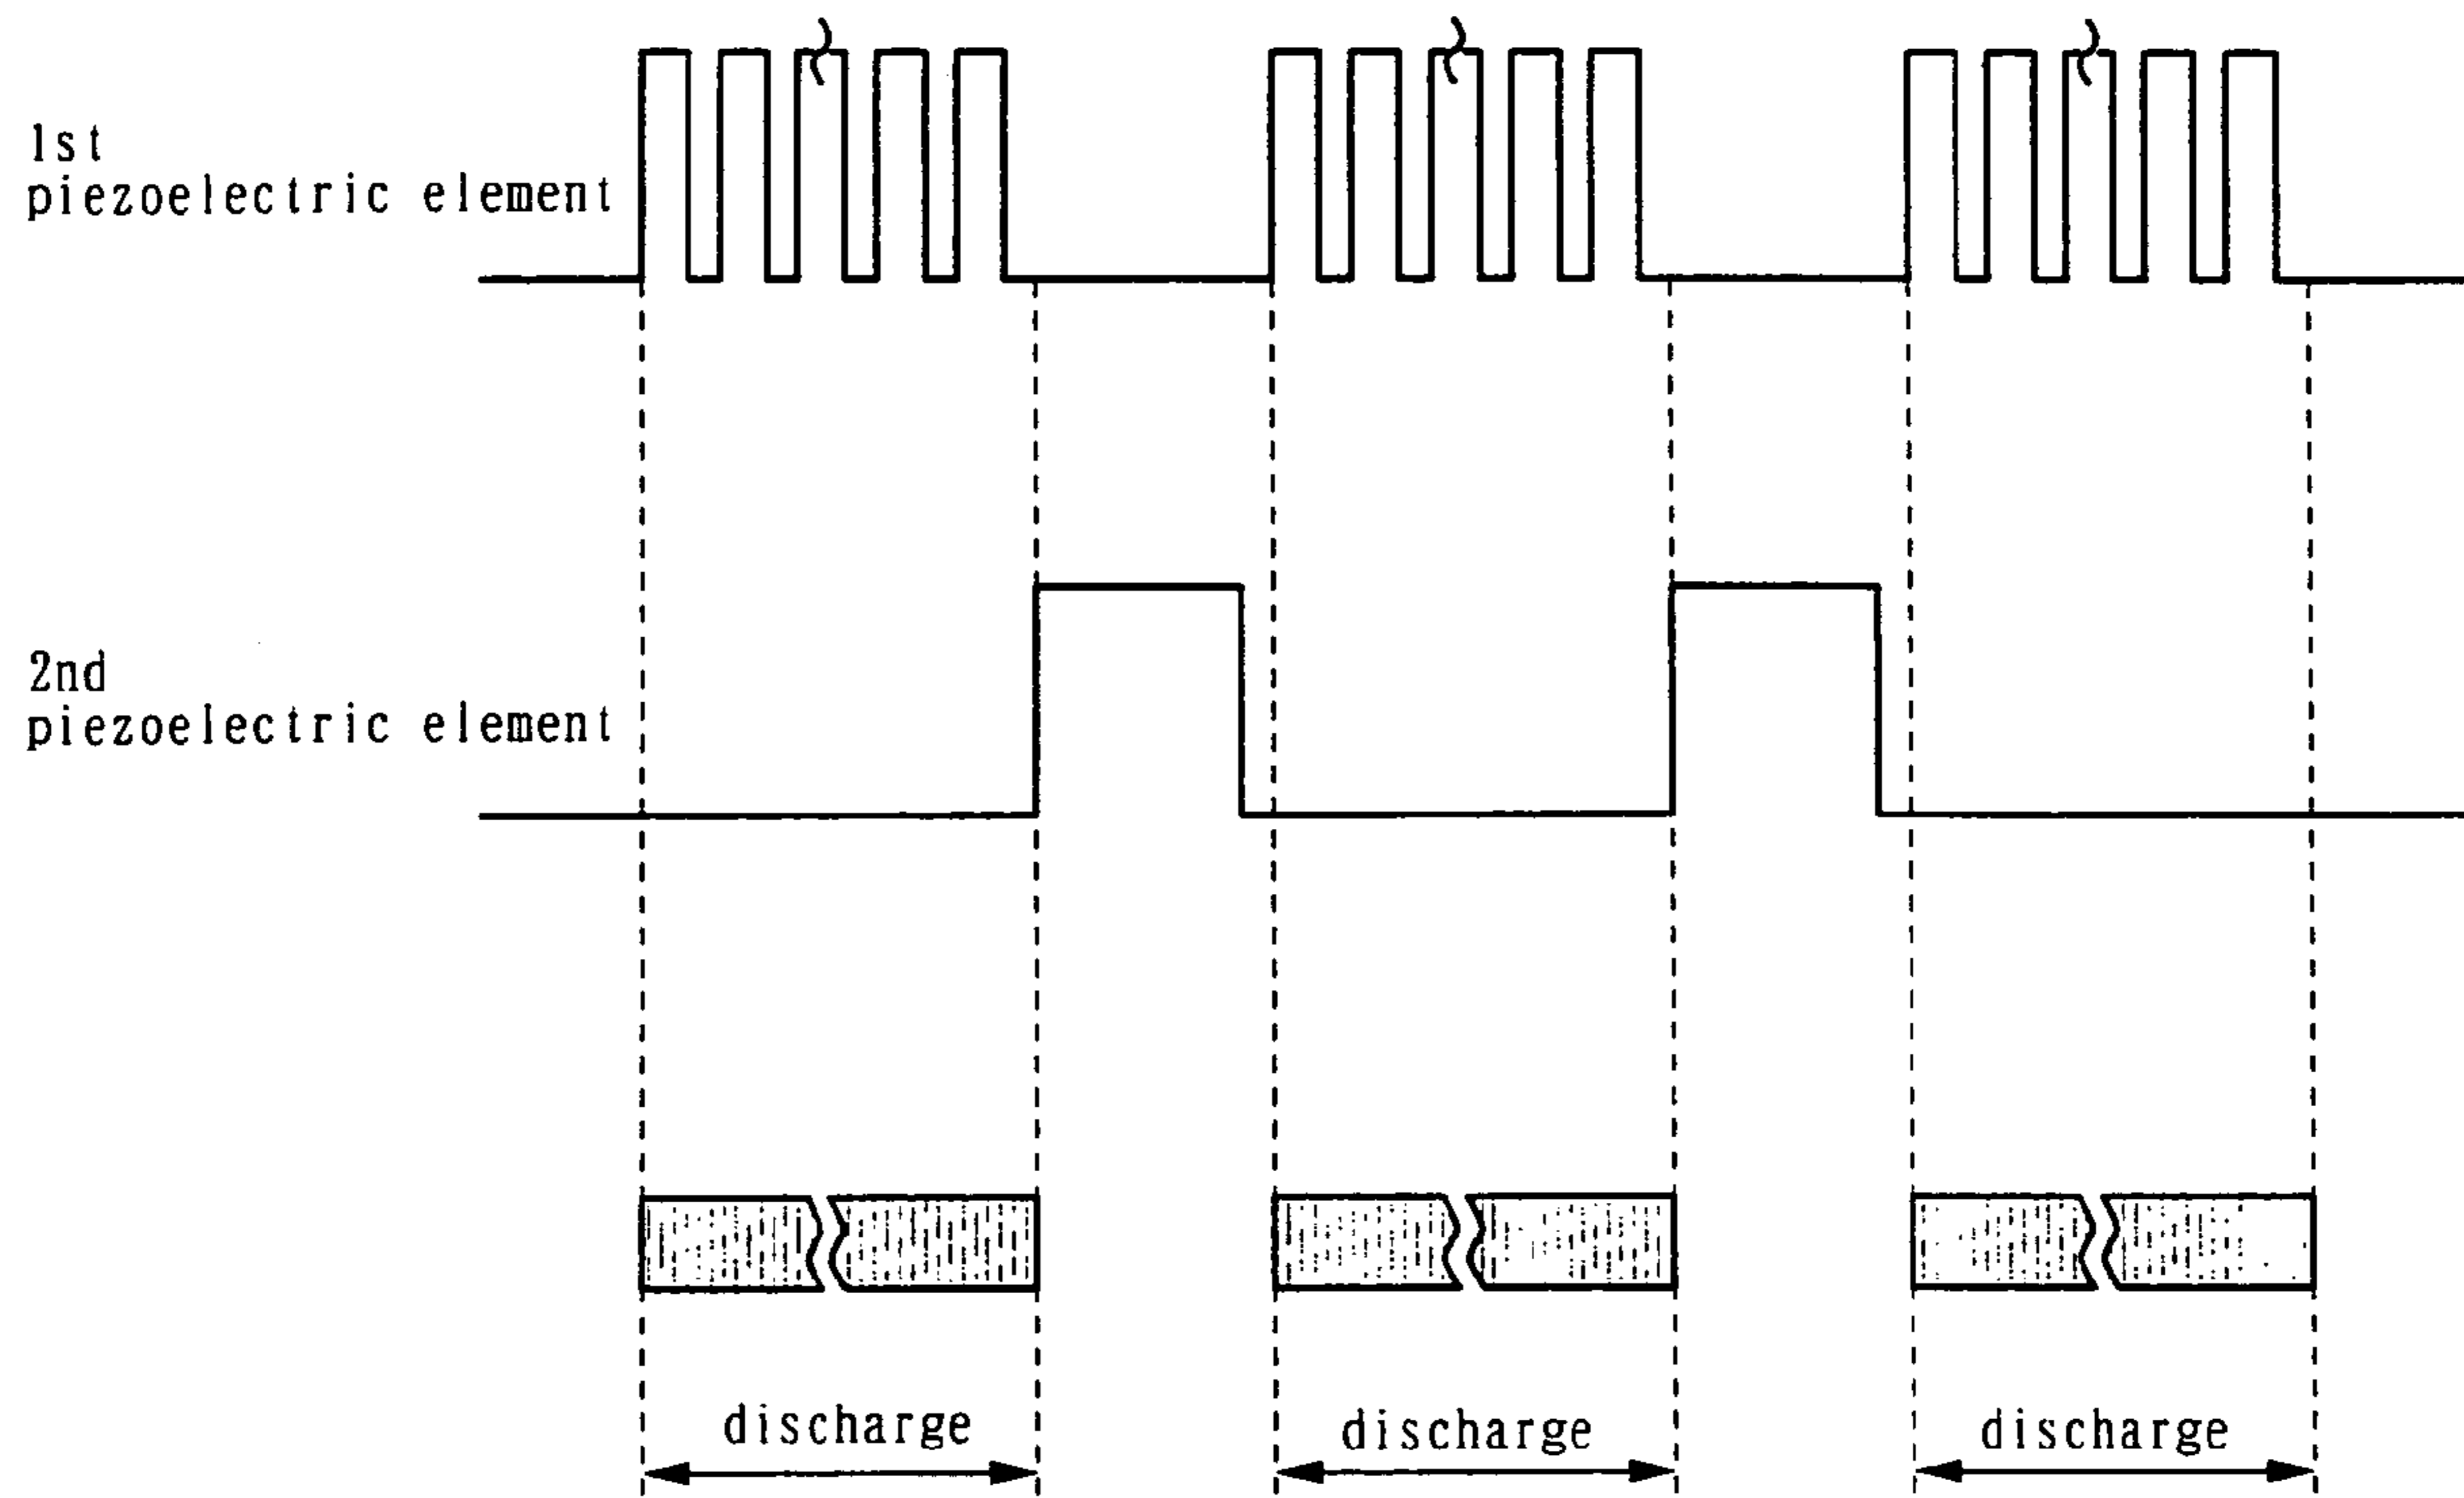 1st
piezoelectric element
2nd
piezoelectric element
discharge
discharge
discharge